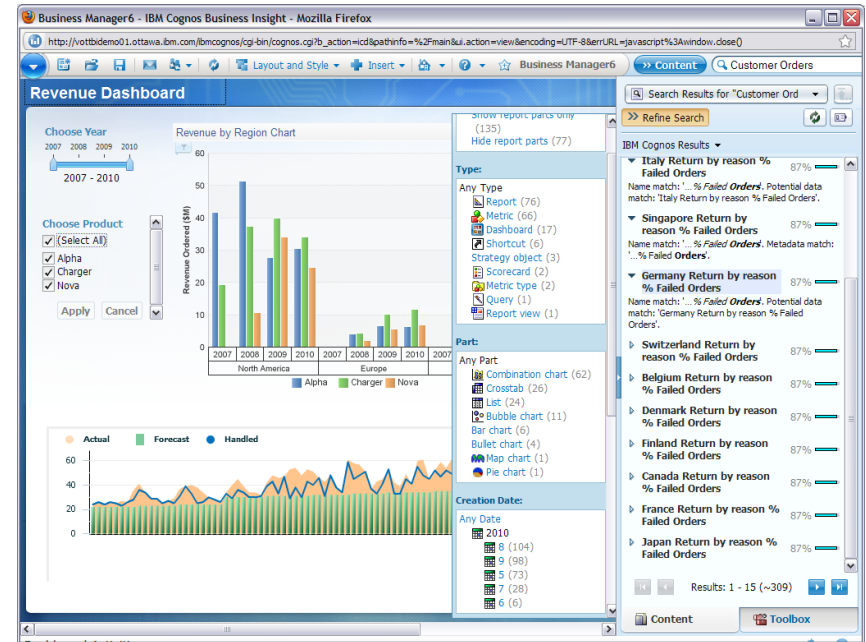 Business Manager6 - IBM Cognos Business Insight - Mozilla Firefox
http://vottbidemo01.ottawa.ibm.com/ibmcognos/cgi-bin/cognos.cgi?b_action=icd&pathinfo=%2Fmain&ui.action=view&encoding=UTF-8&errURL=javascript%3Awindow.close()
Layout and Style Insert Business Manager6 >> Content Customer Orders
Revenue Dashboard
Choose Year
2007 2008 2009 2010
2007 - 2010
Choose Product
(Select All)
Alpha
Charger
Nova
Apply Cancel
Revenue by Region Chart
Revenue Ordered ($M)
60
50
40
30
20
10
0
2007 2008 2009 2010 2007 2008 2009 2010 2007
North America Europe
Alpha Charger Nova
Actual Forecast Handled
60
40
20
0
Show report parts only
(135)
Hide report parts (77)
Type:
Any Type
Report (76)
Metric (66)
Dashboard (17)
Shortcut (6)
Strategy object (3)
Scorecard (2)
Metric type (2)
Query (1)
Report view (1)
Part:
Any Part
Combination chart (62)
Crosstab (26)
List (24)
Bubble chart (11)
Bar chart (6)
Bullet chart (4)
Map chart (1)
Pie chart (1)
Creation Date:
Any Date
2010
8 (104)
9 (98)
5 (73)
7 (28)
6 (6)
Search Results for "Customer Ord
>> Refine Search
IBM Cognos Results
Italy Return by reason %
Failed Orders 87%
Name match: '...% Failed Orders'. Potential data
match: 'Italy Return by reason % Failed Orders'.
Singapore Return by
reason % Failed Orders 87%
Name match: '...% Failed Orders'. Metadata match:
'...% Failed Orders'.
Germany Return by reason
% Failed Orders 87%
Name match: '...% Failed Orders'. Potential data
match: 'Germany Return by reason % Failed
Orders'.
Switzerland Return by
reason % Failed Orders 87%
Belgium Return by reason
% Failed Orders 87%
Denmark Return by reason
% Failed Orders 87%
Finland Return by reason
% Failed Orders 87%
Canada Return by reason
% Failed Orders 87%
France Return by reason %
Failed Orders 87%
Japan Return by reason %
Failed Orders 87%
Results: 1 - 15 (~309)
Content Toolbox